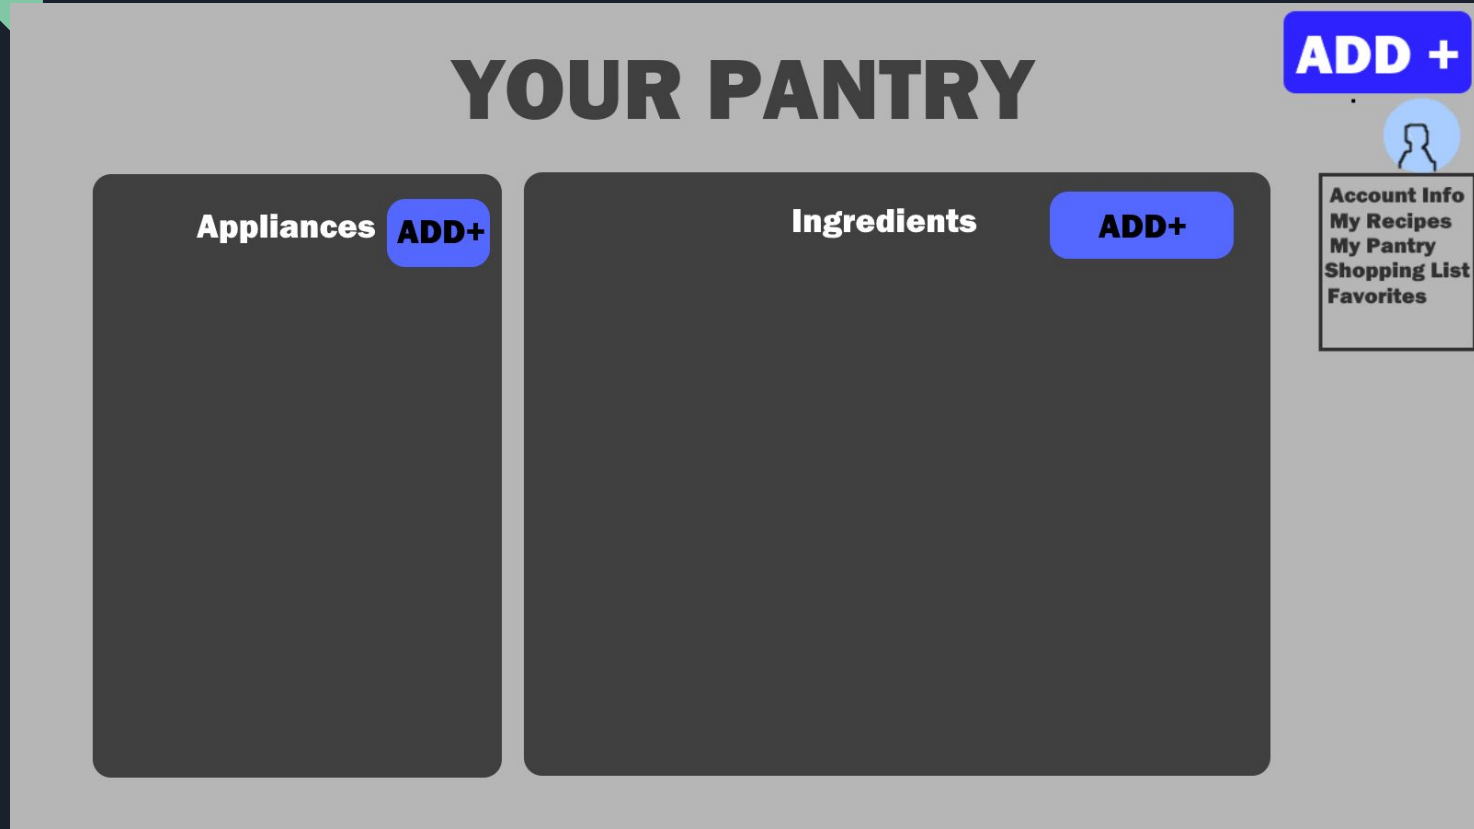 YOUR PANTRY
ADD +
Appliances
ADD+
Ingredients
ADD+
Account Info
My Recipes
My Pantry
Shopping List
Favorites